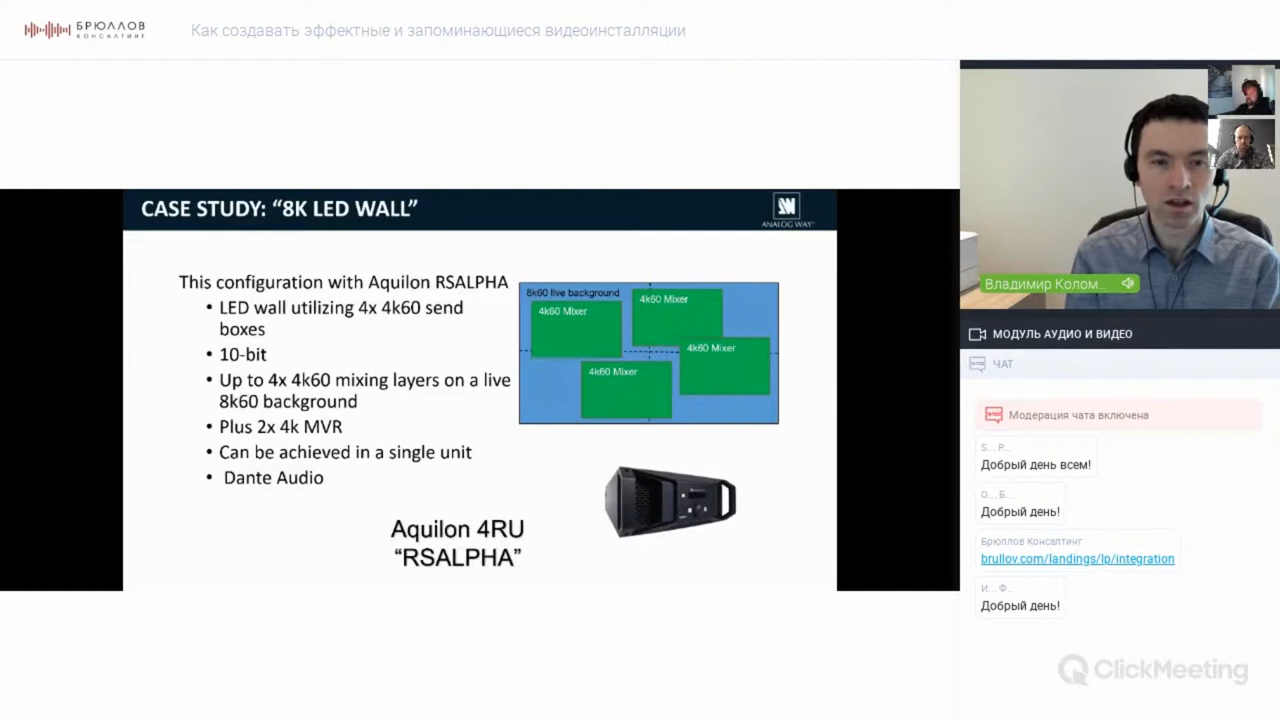 БРЮЛЛОВ
КОНСАЛТИНГ
Как создавать эффектные и запоминающиеся видеоинсталляции
CASE STUDY: “8K LED WALL”
ANALOG WAY
This configuration with Aquilon RSALPHA
• LED wall utilizing 4x 4k60 send
boxes
• 10-bit
• Up to 4x 4k60 mixing layers on a live
8k60 background
• Plus 2x 4k MVR
• Can be achieved in a single unit
• Dante Audio
8k60 live background
4k60 Mixer
4k60 Mixer
4k60 Mixer
4k60 Mixer
Aquilon 4RU
“RSALPHA”
Владимир Колом...
МОДУЛЬ АУДИО И ВИДЕО
ЧАТ
Модерация чата включена
S... P...
Добрый день всем!
О... Б...
Добрый день!
Брюллов Консалтинг
brullov.com/landings/lp/integration
И... Ф...
Добрый день!
ClickMeeting